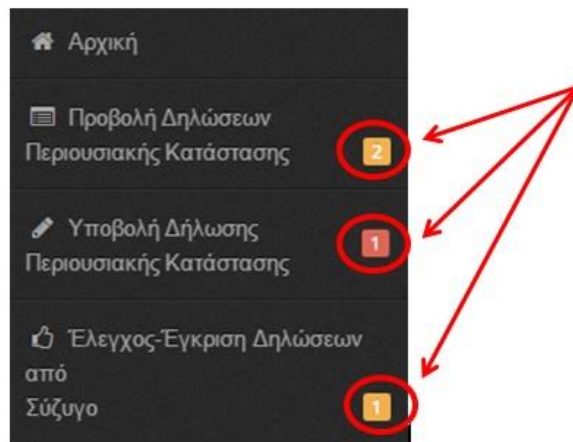 Αρχική
Προβολή Δηλώσεων
Περιουσιακής Κατάστασης 2
Υποβολή Δήλωσης
Περιουσιακής Κατάστασης 1
Έλεγχος-Έγκριση Δηλώσεων
από
Σύζυγο 1